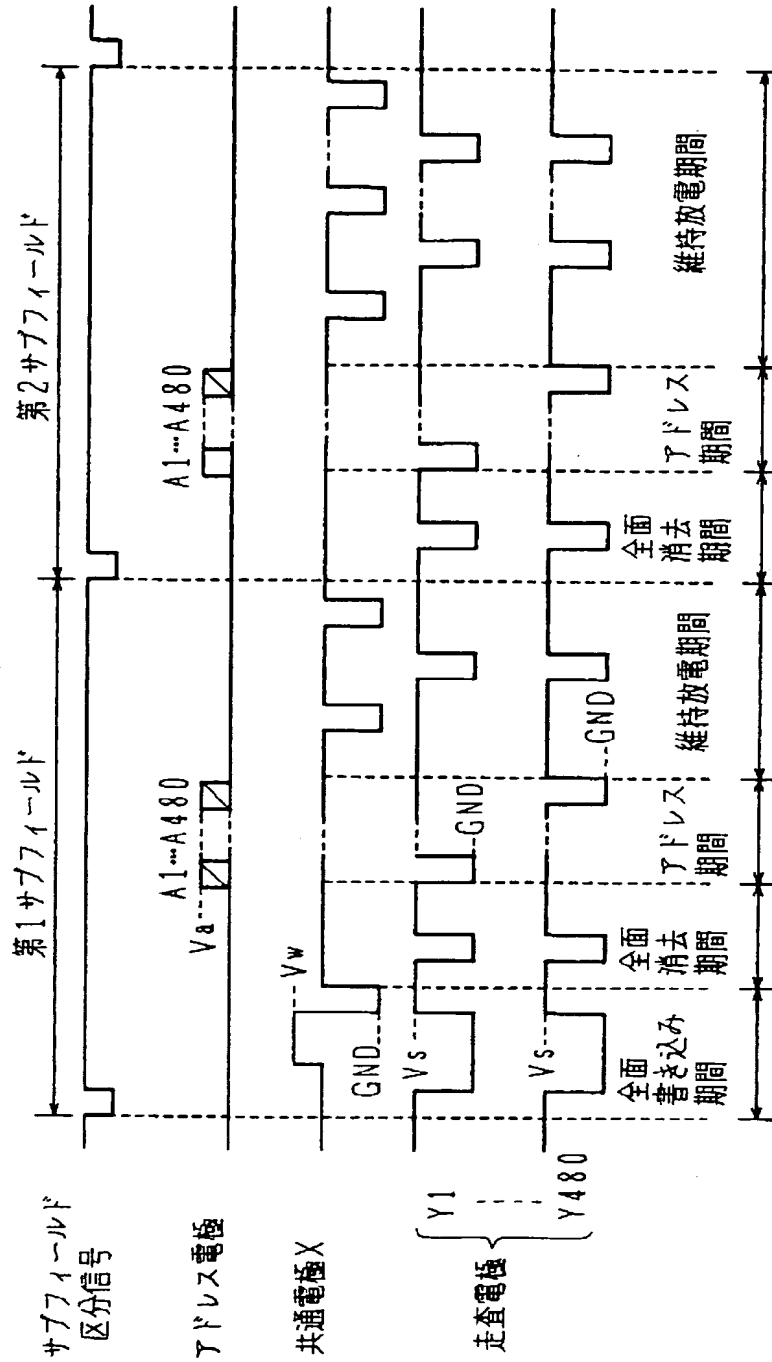 サブフィールド
区分信号
第1サブフィールド
第2サブフィールド
アドレス電極
Va
A1…A480
A1…A480
共通電極X
Vw
GND
走査電極
Y1
Y480
Vs
GND
Vs
GND
全面
書き込み
期間
全面
消去
期間
アドレス
期間
維持放電期間
全面
消去
期間
アドレス
期間
維持放電期間